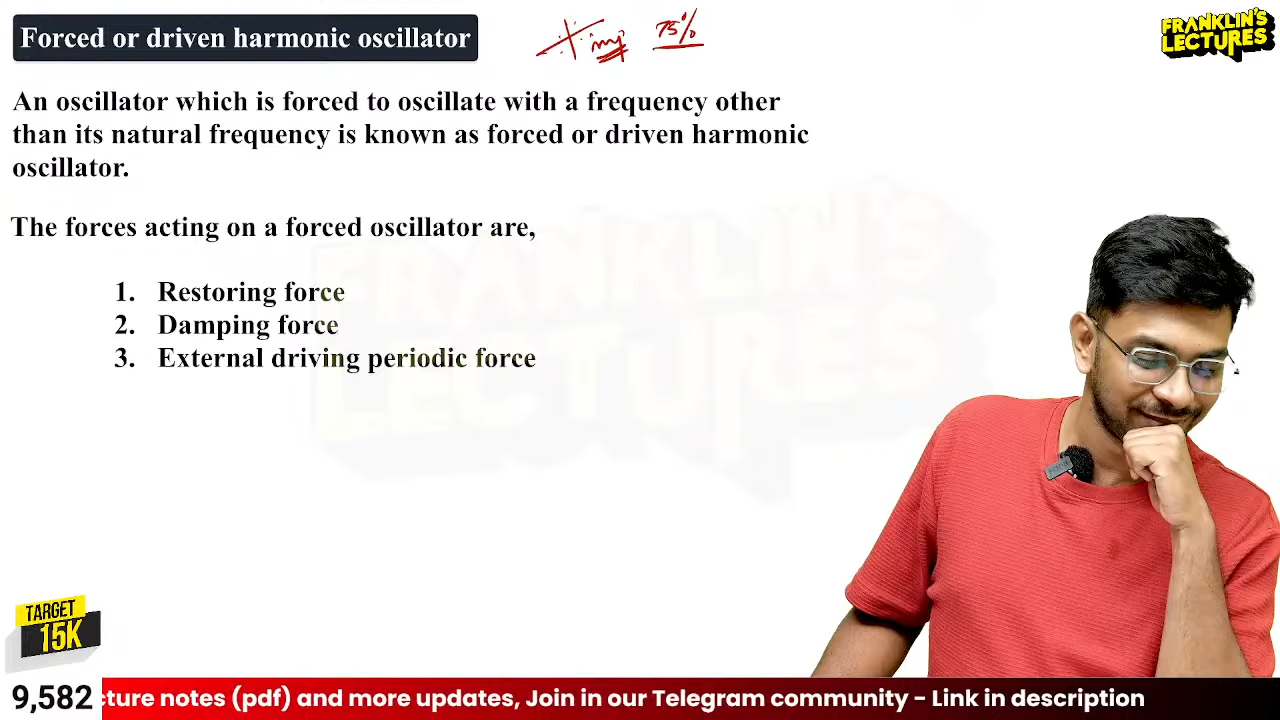 Forced or driven harmonic oscillator
imp 75%
FRANKLIN'S
LECTURES
An oscillator which is forced to oscillate with a frequency other
than its natural frequency is known as forced or driven harmonic
oscillator.
The forces acting on a forced oscillator are,
1. Restoring force
2. Damping force
3. External driving periodic force
FRANKLIN'S
LECTURES
TARGET
15K
9,582
cture notes (pdf) and more updates, Join in our Telegram community - Link in description